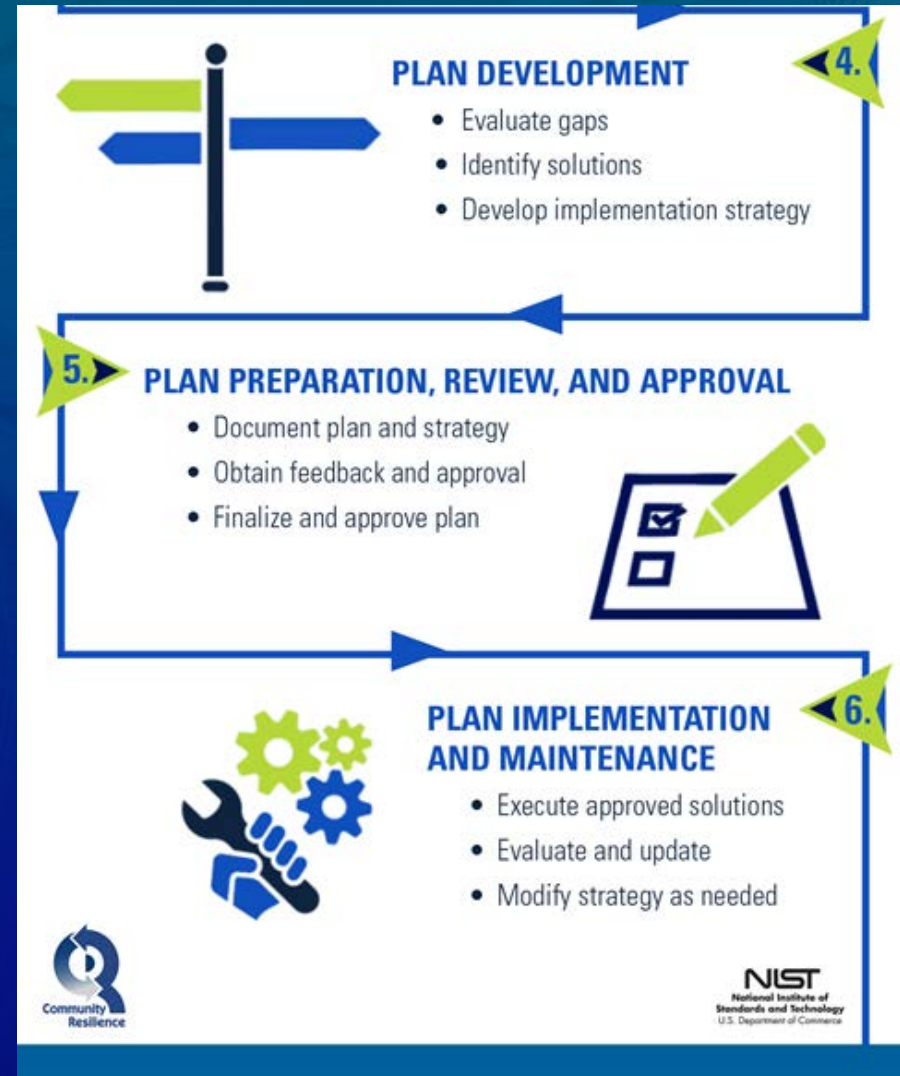 4.
PLAN DEVELOPMENT
• Evaluate gaps
• Identify solutions
• Develop implementation strategy
5.
PLAN PREPARATION, REVIEW, AND APPROVAL
• Document plan and strategy
• Obtain feedback and approval
• Finalize and approve plan
6.
PLAN IMPLEMENTATION
AND MAINTENANCE
• Execute approved solutions
• Evaluate and update
• Modify strategy as needed
Community
Resilience
NIST
National Institute of
Standards and Technology
U.S. Department of Commerce